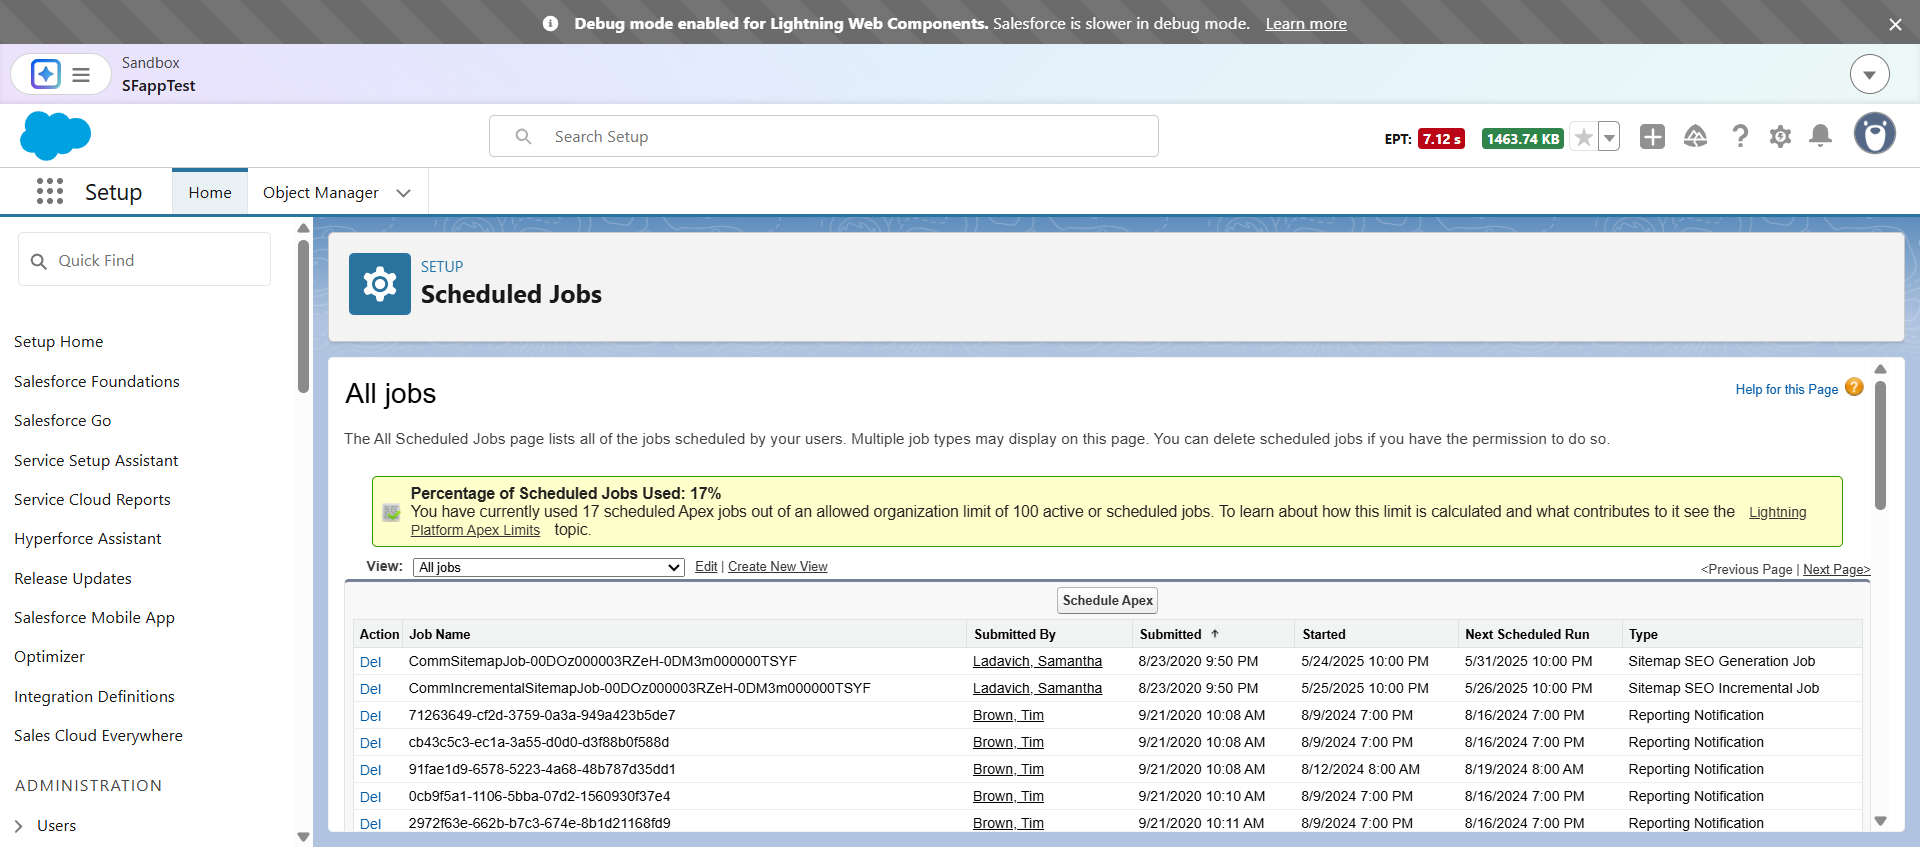 Debug mode enabled for Lightning Web Components. Salesforce is slower in debug mode. Learn more
Sandbox
SFappTest
Search Setup
EPT: 7.12 s 1463.74 KB
Setup Home Object Manager
Quick Find
Setup Home
Salesforce Foundations
Salesforce Go
Service Setup Assistant
Service Cloud Reports
Hyperforce Assistant
Release Updates
Salesforce Mobile App
Optimizer
Integration Definitions
Sales Cloud Everywhere
ADMINISTRATION
Users
SETUP
Scheduled Jobs
All jobs
Help for this Page ?
The All Scheduled Jobs page lists all of the jobs scheduled by your users. Multiple job types may display on this page. You can delete scheduled jobs if you have the permission to do so.
Percentage of Scheduled Jobs Used: 17%
You have currently used 17 scheduled Apex jobs out of an allowed organization limit of 100 active or scheduled jobs. To learn about how this limit is calculated and what contributes to it see the Lightning
Platform Apex Limits topic.
View: All jobs Edit | Create New View
<Previous Page | Next Page>
Schedule Apex
Action Job Name Submitted By Submitted ↑ Started Next Scheduled Run Type
Del CommSitemapJob-00DOz000003RZeH-0DM3m000000TSYF Ladavich, Samantha 8/23/2020 9:50 PM 5/24/2025 10:00 PM 5/31/2025 10:00 PM Sitemap SEO Generation Job
Del CommIncrementalSitemapJob-00DOz000003RZeH-0DM3m000000TSYF Ladavich, Samantha 8/23/2020 9:50 PM 5/25/2025 10:00 PM 5/26/2025 10:00 PM Sitemap SEO Incremental Job
Del 71263649-cf2d-3759-0a3a-949a423b5de7 Brown, Tim 9/21/2020 10:08 AM 8/9/2024 7:00 PM 8/16/2024 7:00 PM Reporting Notification
Del cb43c5c3-ec1a-3a55-d0d0-d3f88b0f588d Brown, Tim 9/21/2020 10:08 AM 8/9/2024 7:00 PM 8/16/2024 7:00 PM Reporting Notification
Del 91fae1d9-6578-5223-4a68-48b787d35dd1 Brown, Tim 9/21/2020 10:08 AM 8/12/2024 8:00 AM 8/19/2024 8:00 AM Reporting Notification
Del 0cb9f5a1-1106-5bba-07d2-1560930f37e4 Brown, Tim 9/21/2020 10:10 AM 8/9/2024 7:00 PM 8/16/2024 7:00 PM Reporting Notification
Del 2972f63e-662b-b7c3-674e-8b1d21168fd9 Brown, Tim 9/21/2020 10:11 AM 8/9/2024 7:00 PM 8/16/2024 7:00 PM Reporting Notification